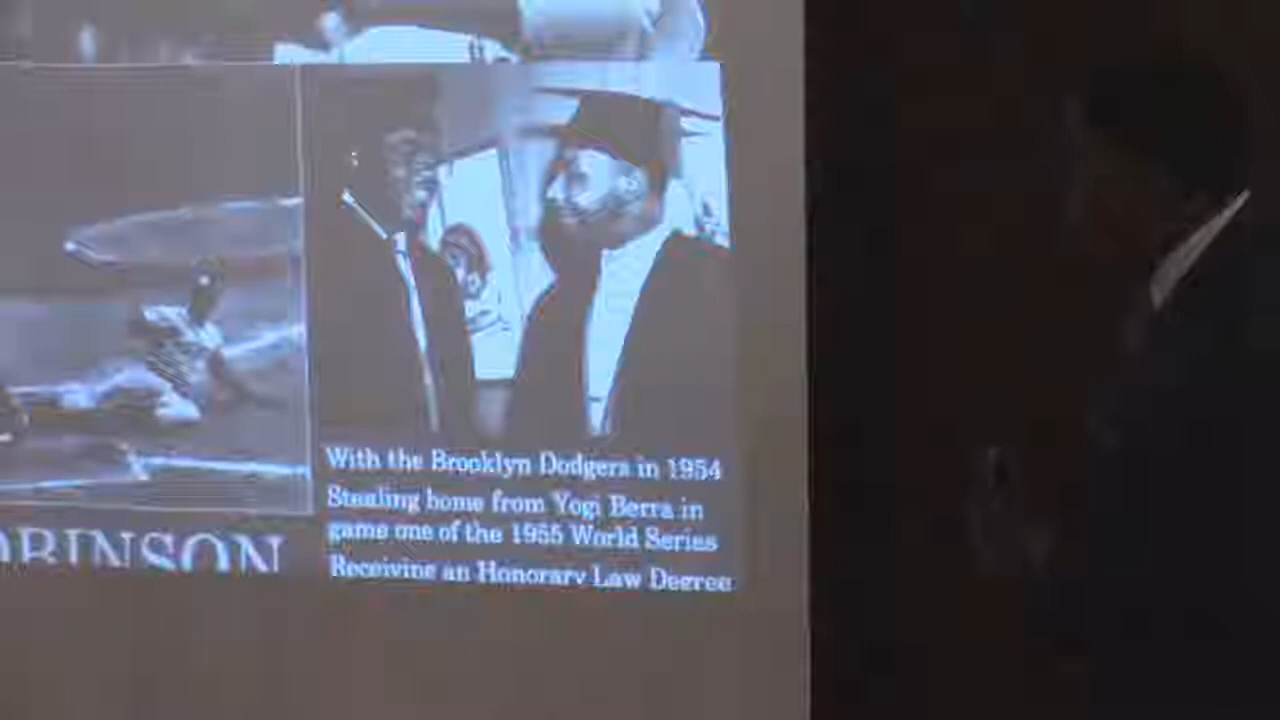 OBINSON
With the Brooklyn Dodgers in 1954
Stealing home from Yogi Berra in
game one of the 1955 World Series
Receiving an Honorary Law Degree